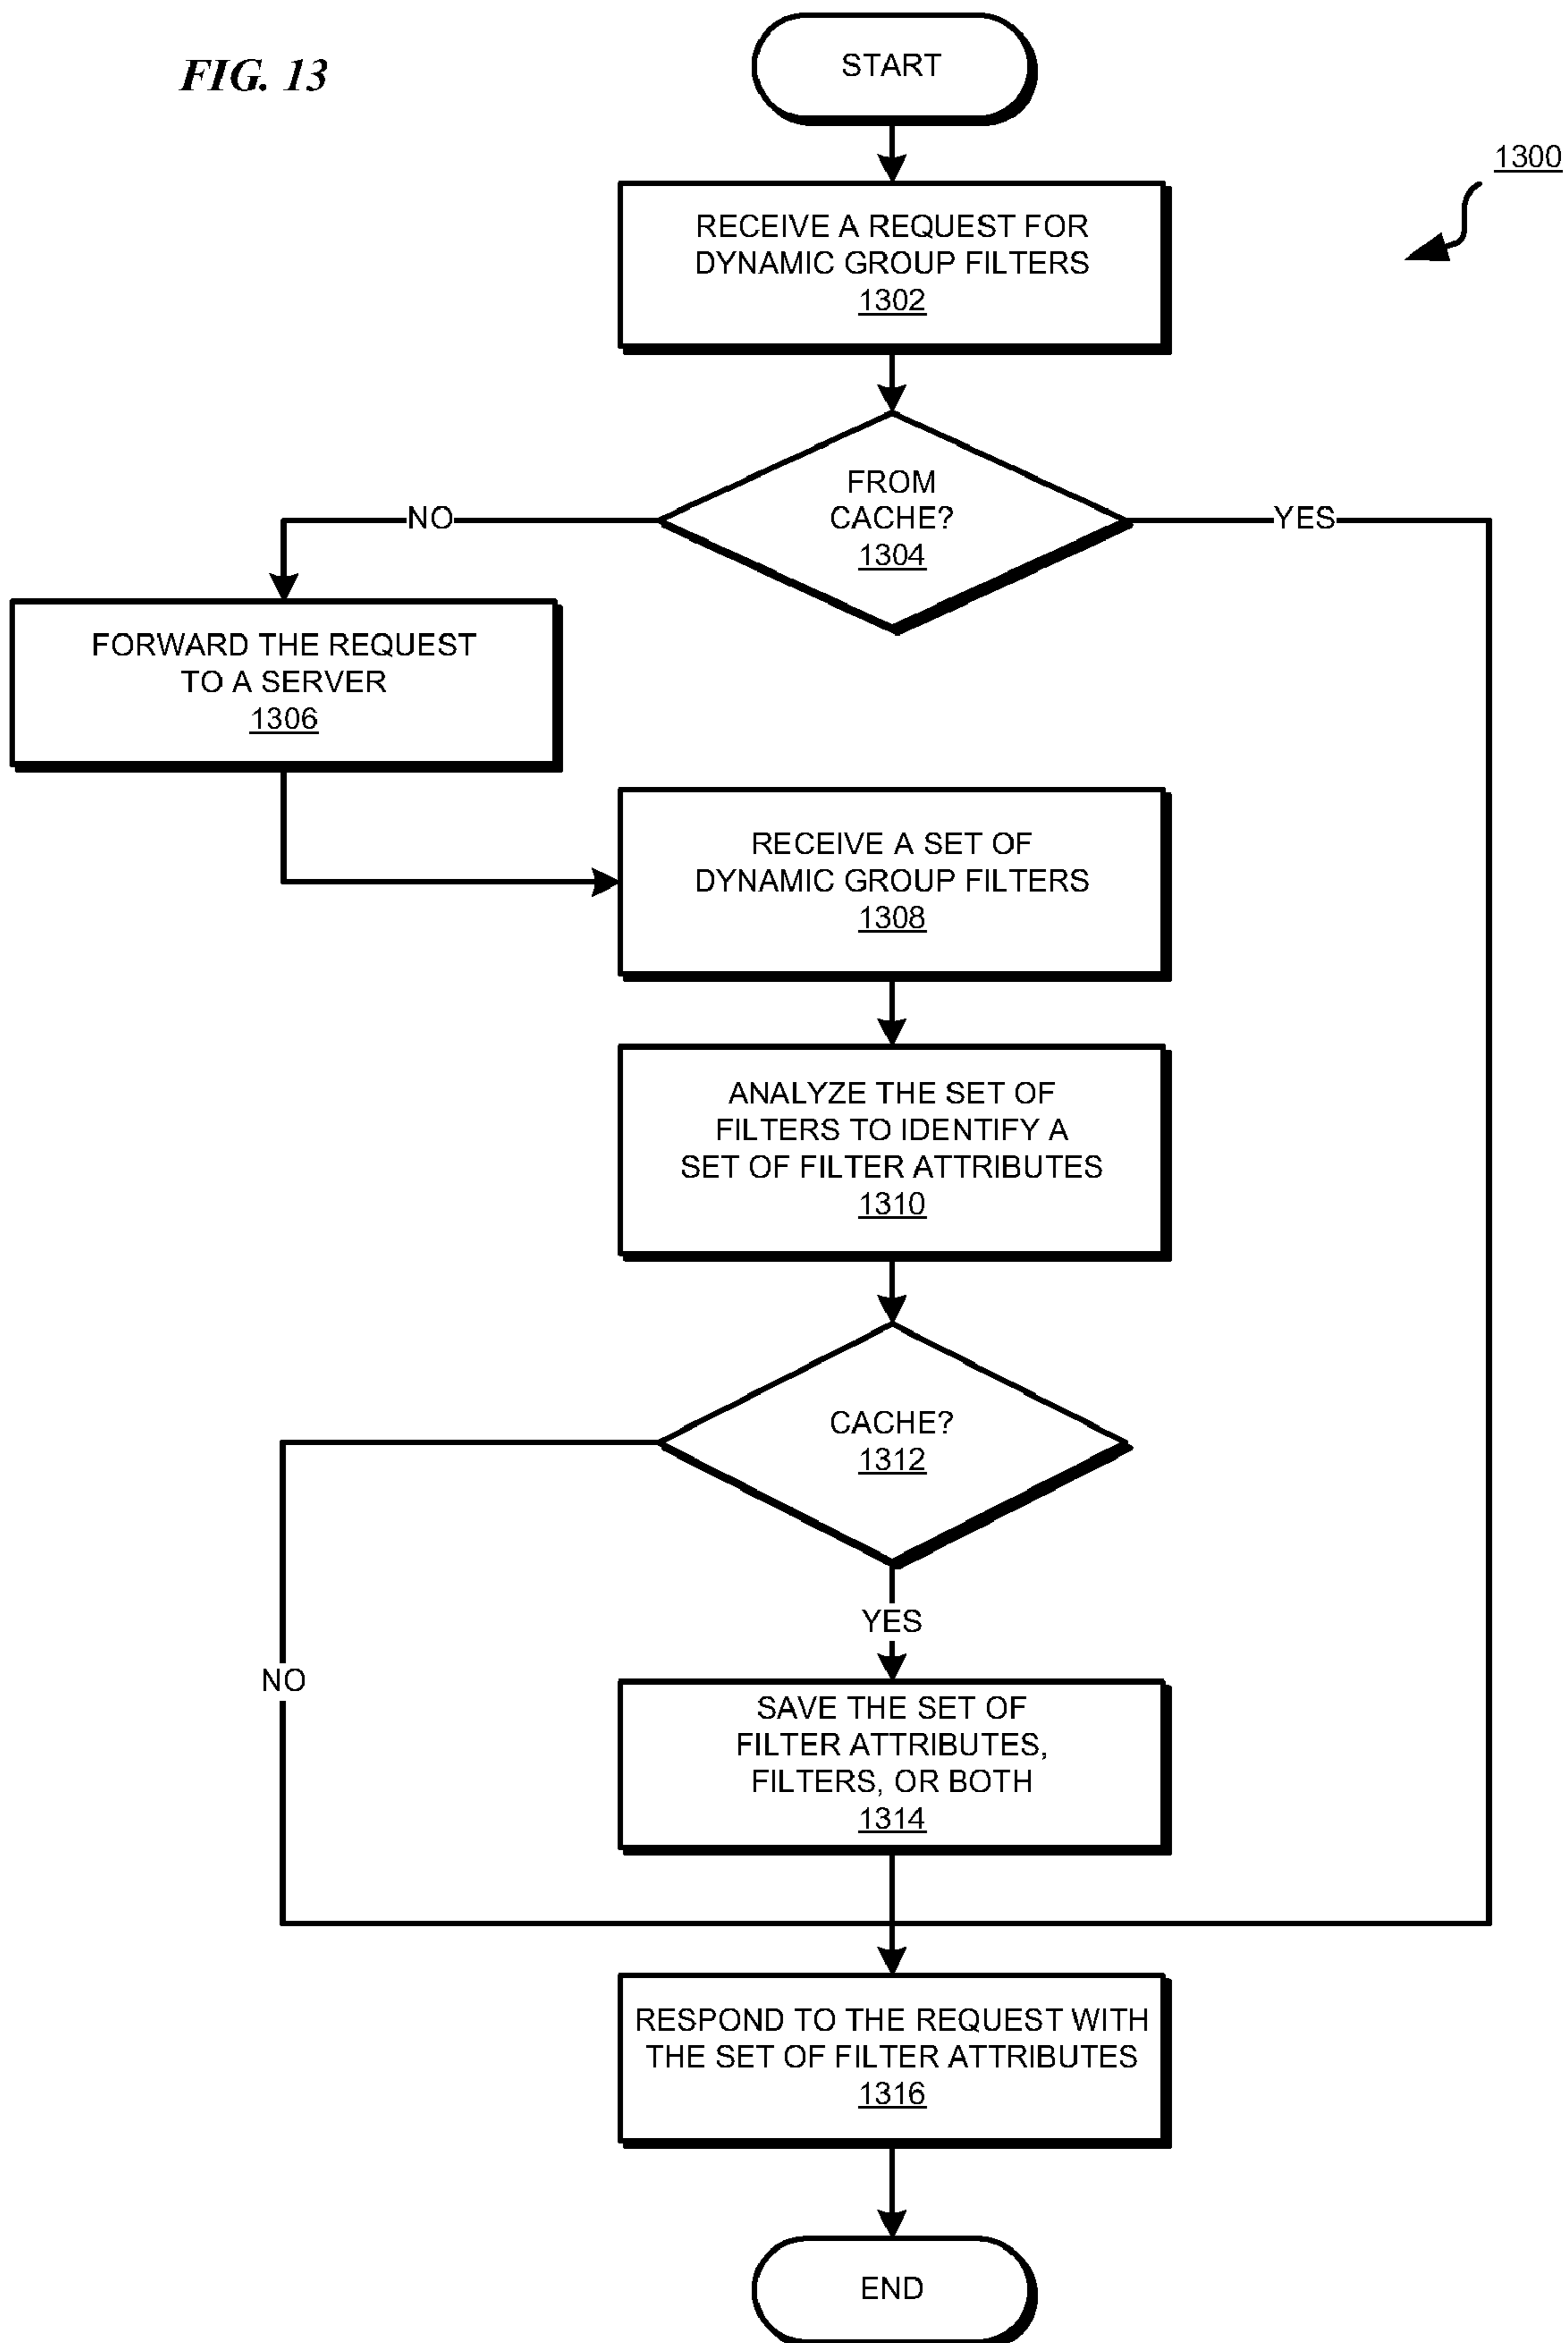 FIG. 13
START
1300
RECEIVE A REQUEST FOR
DYNAMIC GROUP FILTERS
1302
FROM
CACHE?
1304
NO
YES
FORWARD THE REQUEST
TO A SERVER
1306
RECEIVE A SET OF
DYNAMIC GROUP FILTERS
1308
ANALYZE THE SET OF
FILTERS TO IDENTIFY A
SET OF FILTER ATTRIBUTES
1310
CACHE?
1312
YES
NO
SAVE THE SET OF
FILTER ATTRIBUTES,
FILTERS, OR BOTH
1314
RESPOND TO THE REQUEST WITH
THE SET OF FILTER ATTRIBUTES
1316
END